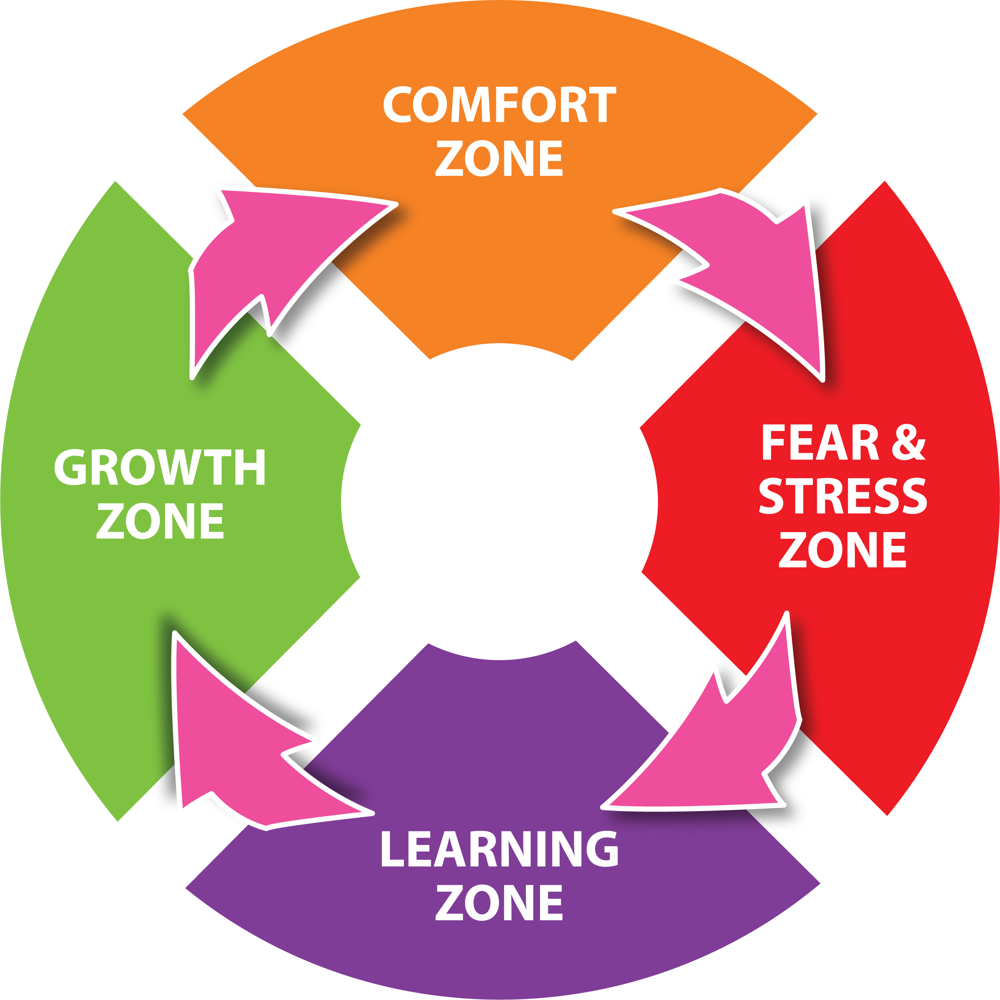 COMFORT
ZONE
FEAR &
STRESS
ZONE
GROWTH
ZONE
LEARNING
ZONE